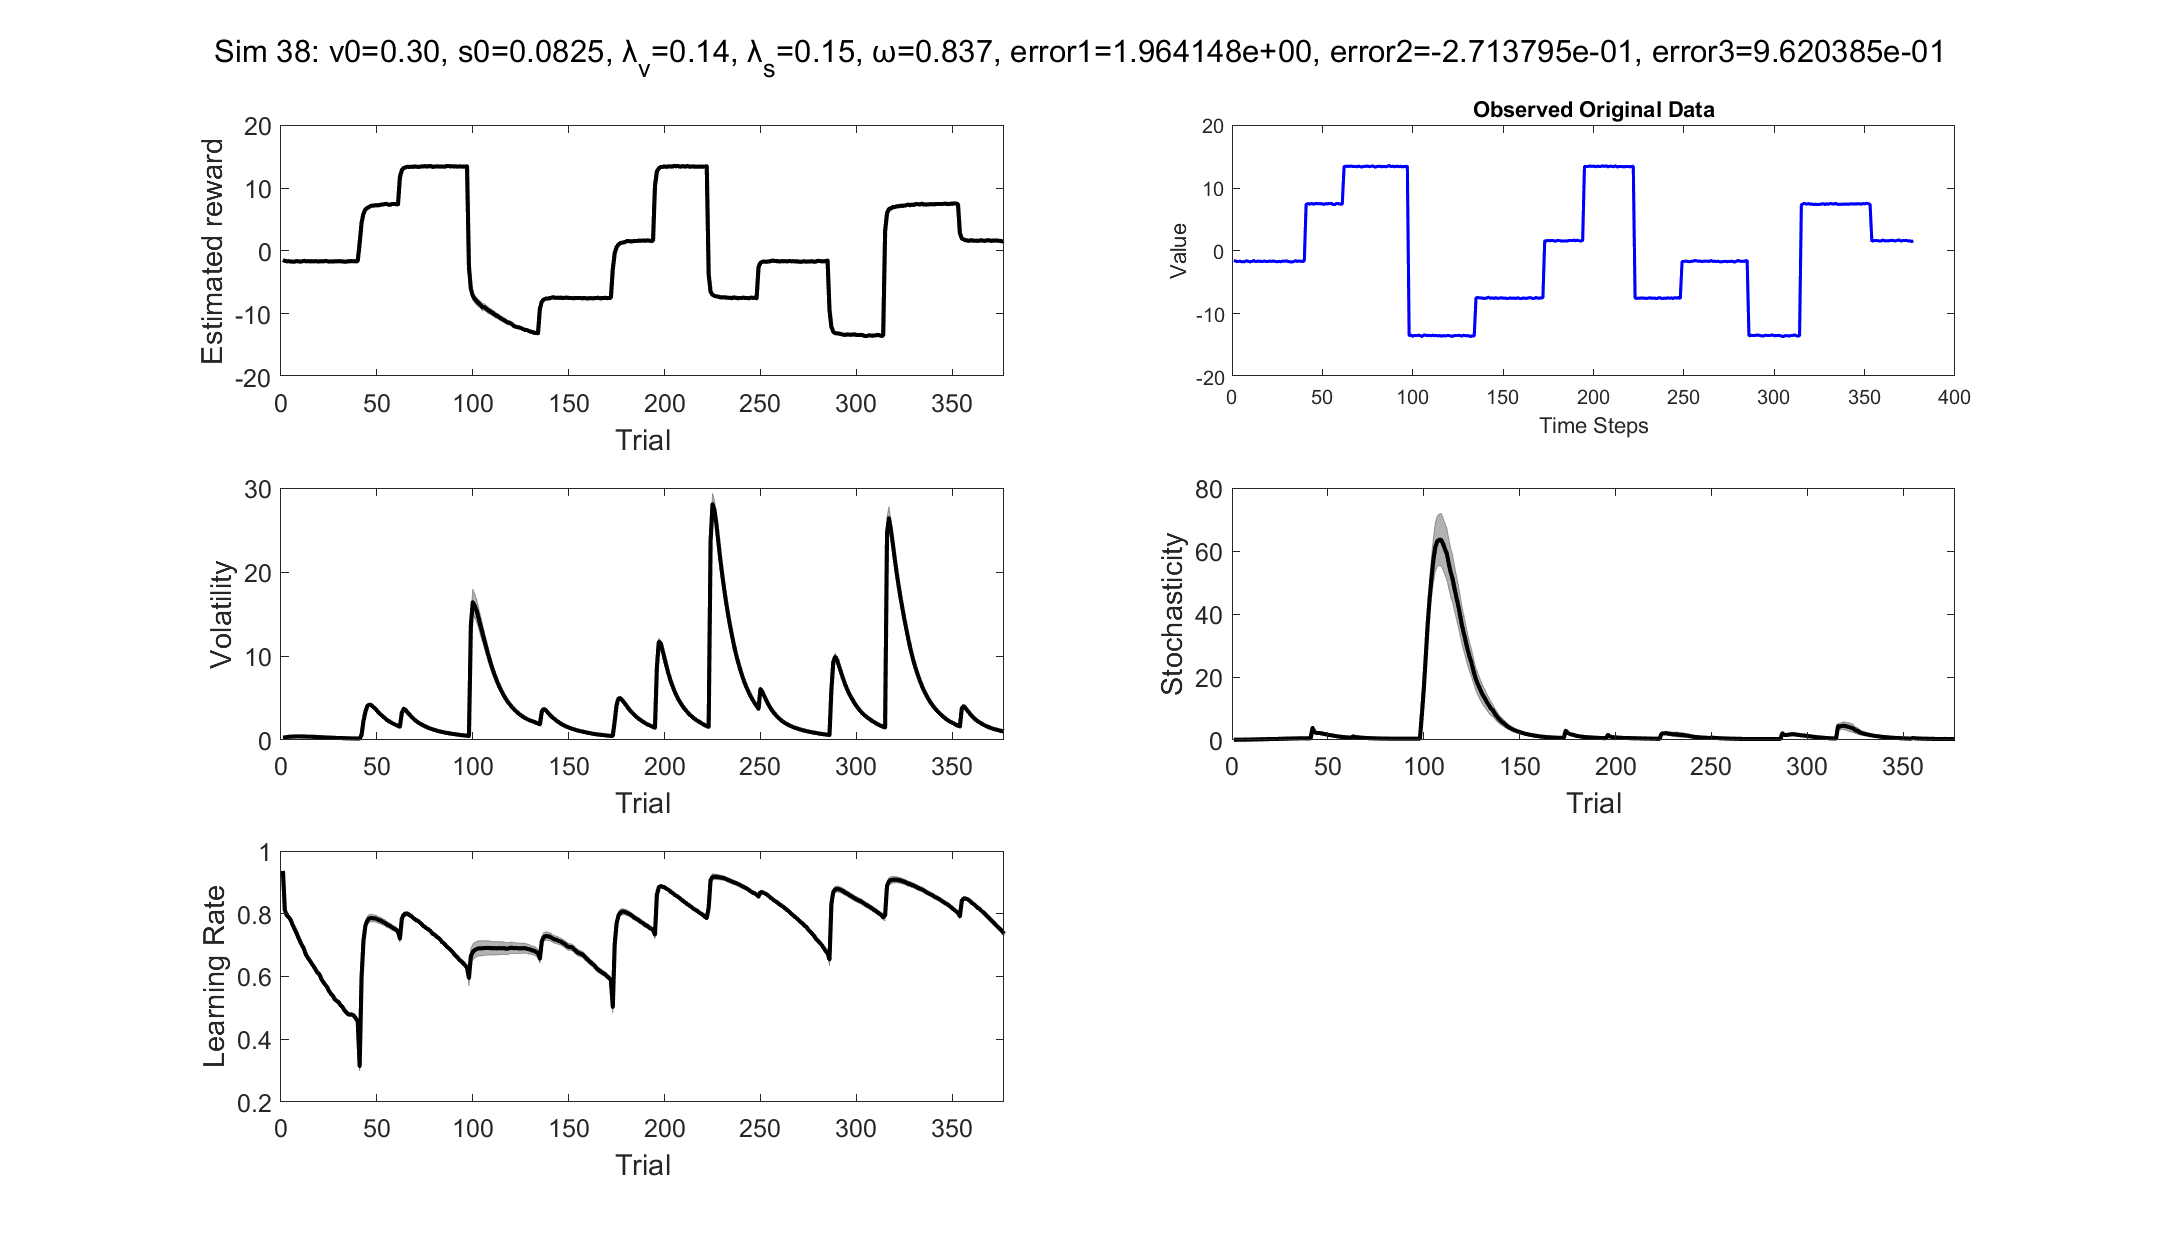 Sim 38: v0=0.30, s0=0.0825, λv=0.14, λs=0.15, ω=0.837, error1=1.964148e+00, error2=-2.713795e-01, error3=9.620385e-01
Estimated reward
20
10
0
-10
-20
0 50 100 150 200 250 300 350
Trial
Observed Original Data
Value
20
10
0
-10
-20
0 50 100 150 200 250 300 350 400
Time Steps
Volatility
30
20
10
0
0 50 100 150 200 250 300 350
Trial
Stochasticity
80
60
40
20
0
0 50 100 150 200 250 300 350
Trial
Learning Rate
1
0.8
0.6
0.4
0.2
0 50 100 150 200 250 300 350
Trial